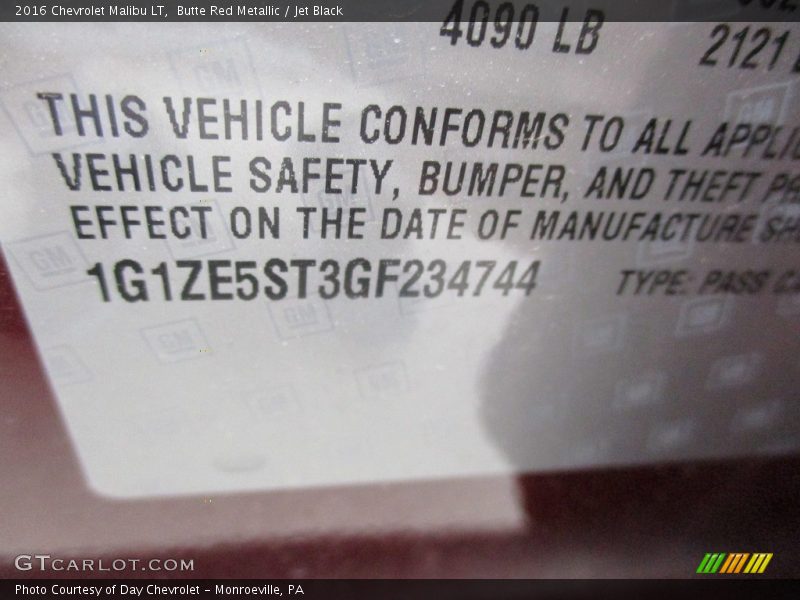 2016 Chevrolet Malibu LT, Butte Red Metallic / Jet Black
4090 LB
2121
THIS VEHICLE CONFORMS TO ALL
VEHICLE SAFETY, BUMPER, AND THEFT
EFFECT ON THE DATE OF MANUFACTURE
1G1ZE5ST3GF234744 TYPE: PASS
GTCARLOT.COM
Photo Courtesy of Day Chevrolet - Monroeville, PA